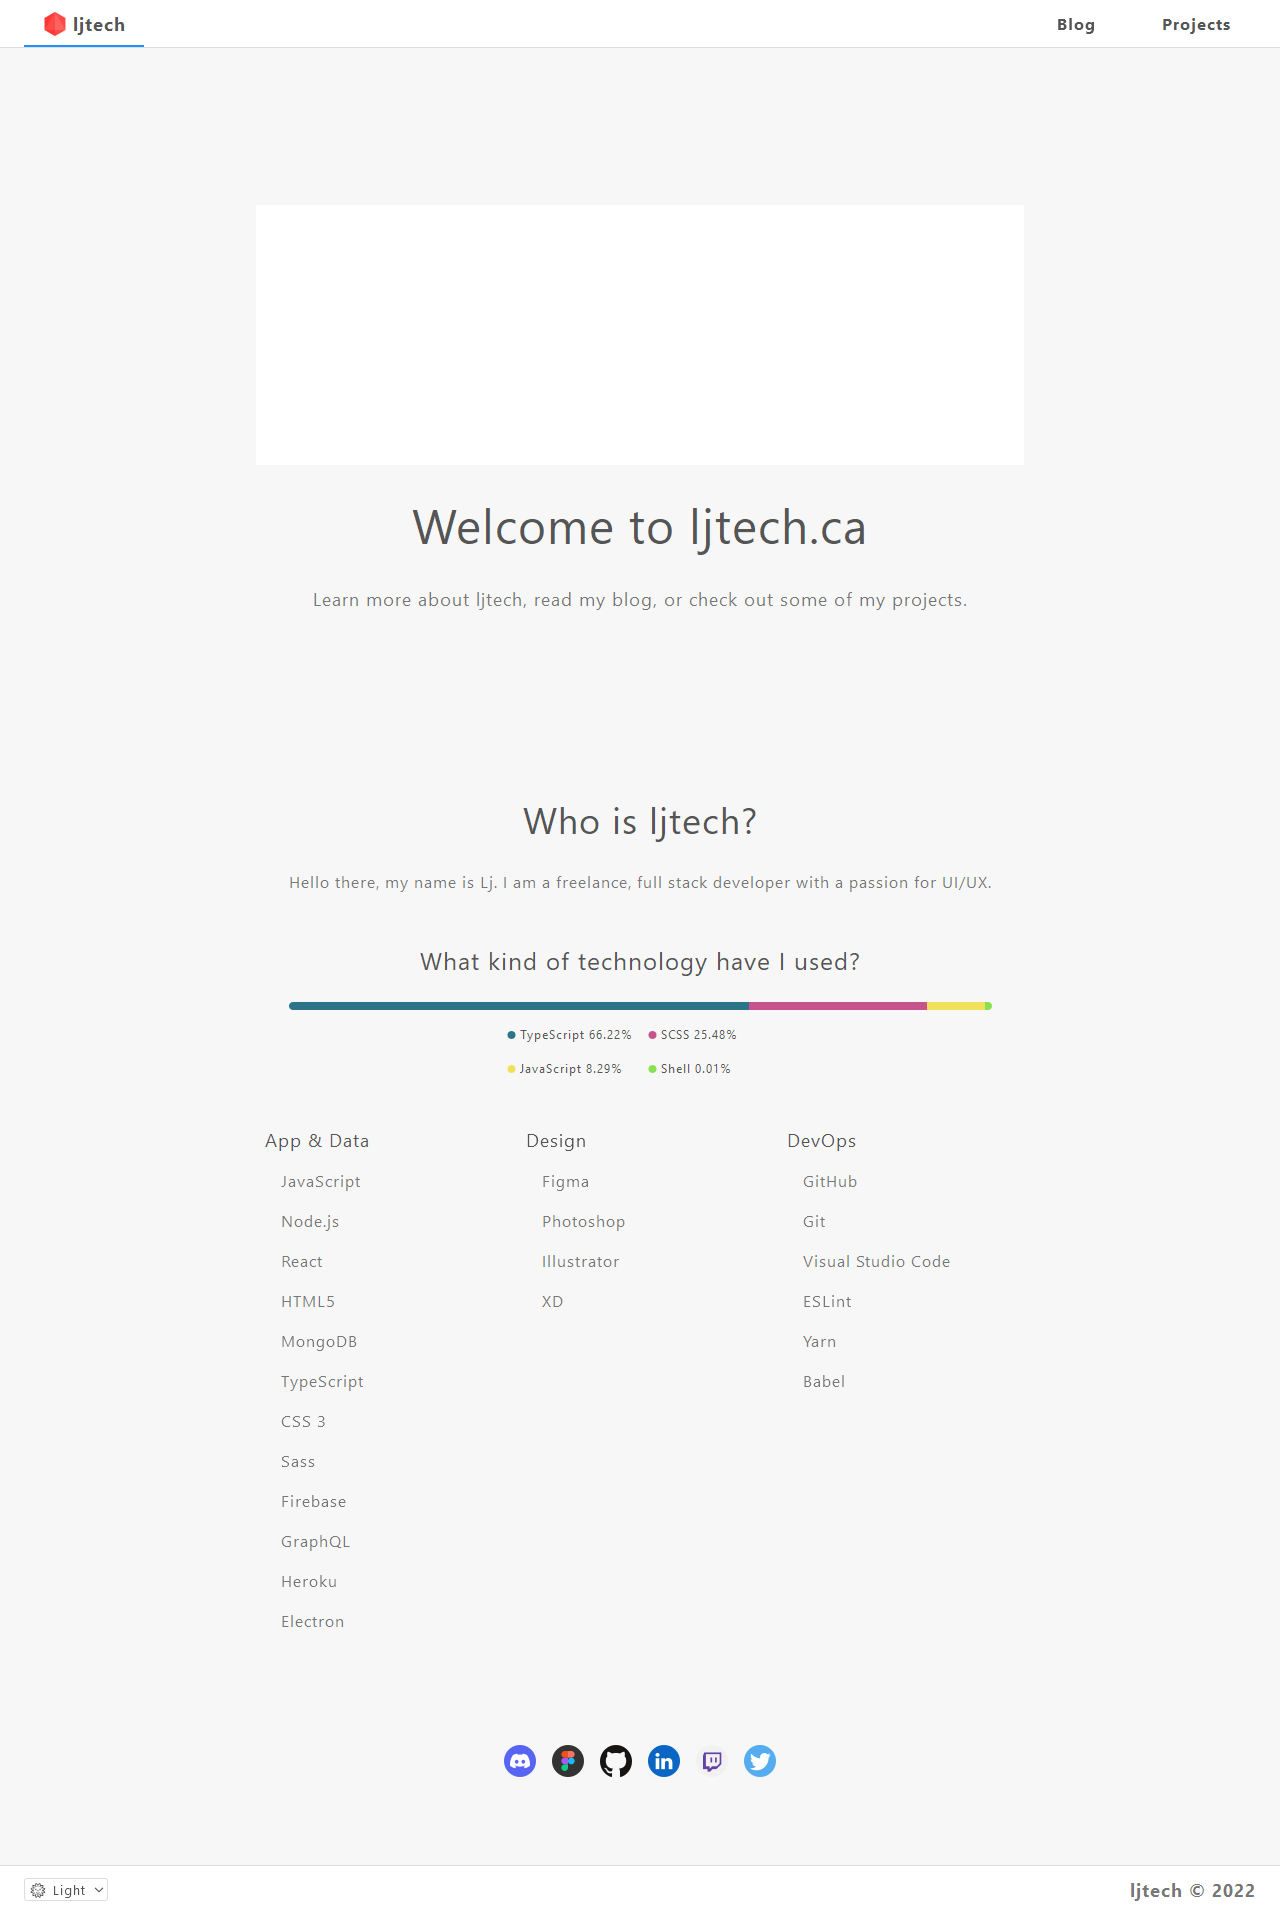 ljtech
Blog
Projects
Welcome to ljtech.ca
Learn more about ljtech, read my blog, or check out some of my projects.
Who is ljtech?
Hello there, my name is Lj. I am a freelance, full stack developer with a passion for UI/UX.
What kind of technology have I used?
TypeScript 66.22%
SCSS 25.48%
JavaScript 8.29%
Shell 0.01%
App & Data
JavaScript
Node.js
React
HTML5
MongoDB
TypeScript
CSS 3
Sass
Firebase
GraphQL
Heroku
Electron
Design
Figma
Photoshop
Illustrator
XD
DevOps
GitHub
Git
Visual Studio Code
ESLint
Yarn
Babel
in
Light
ljtech © 2022